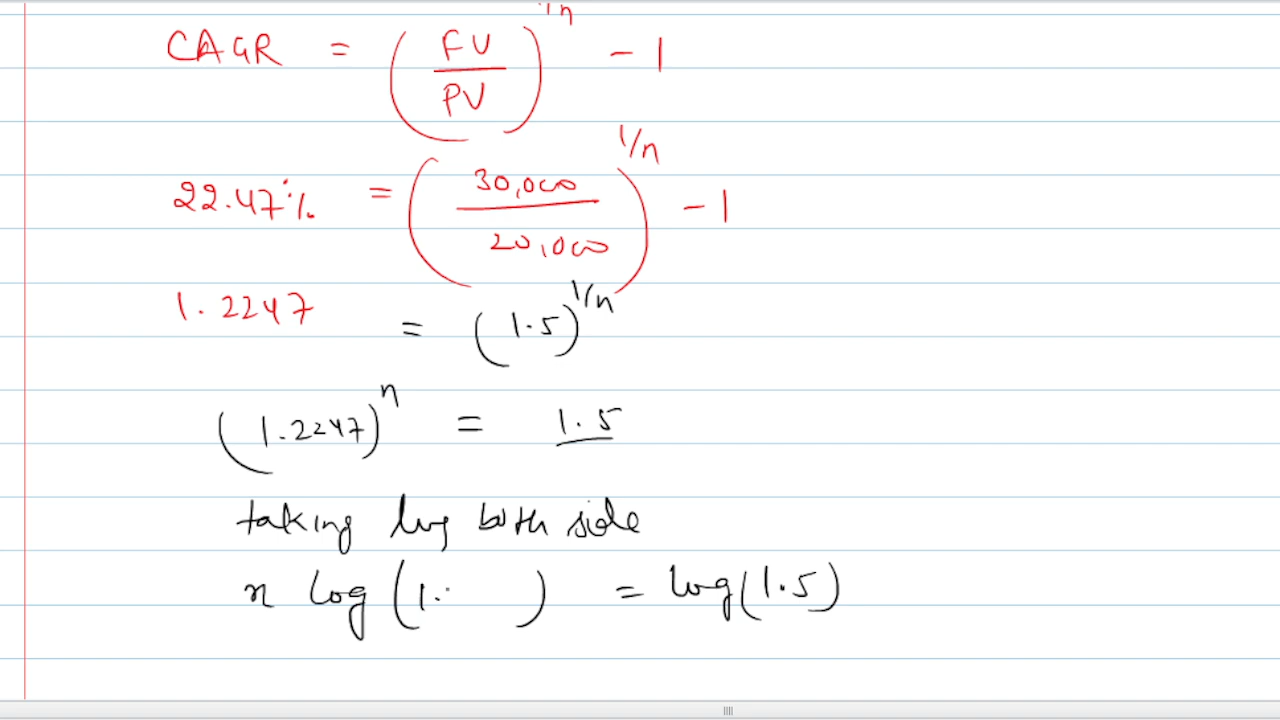 CAGR = (FV/PV)^1/n - 1
22.47% = (30,000/20,000)^1/n - 1
1.2247 = (1.5)^1/n
(1.2247)^n = 1.5
taking log both side
n log (1.2 ) = log(1.5)